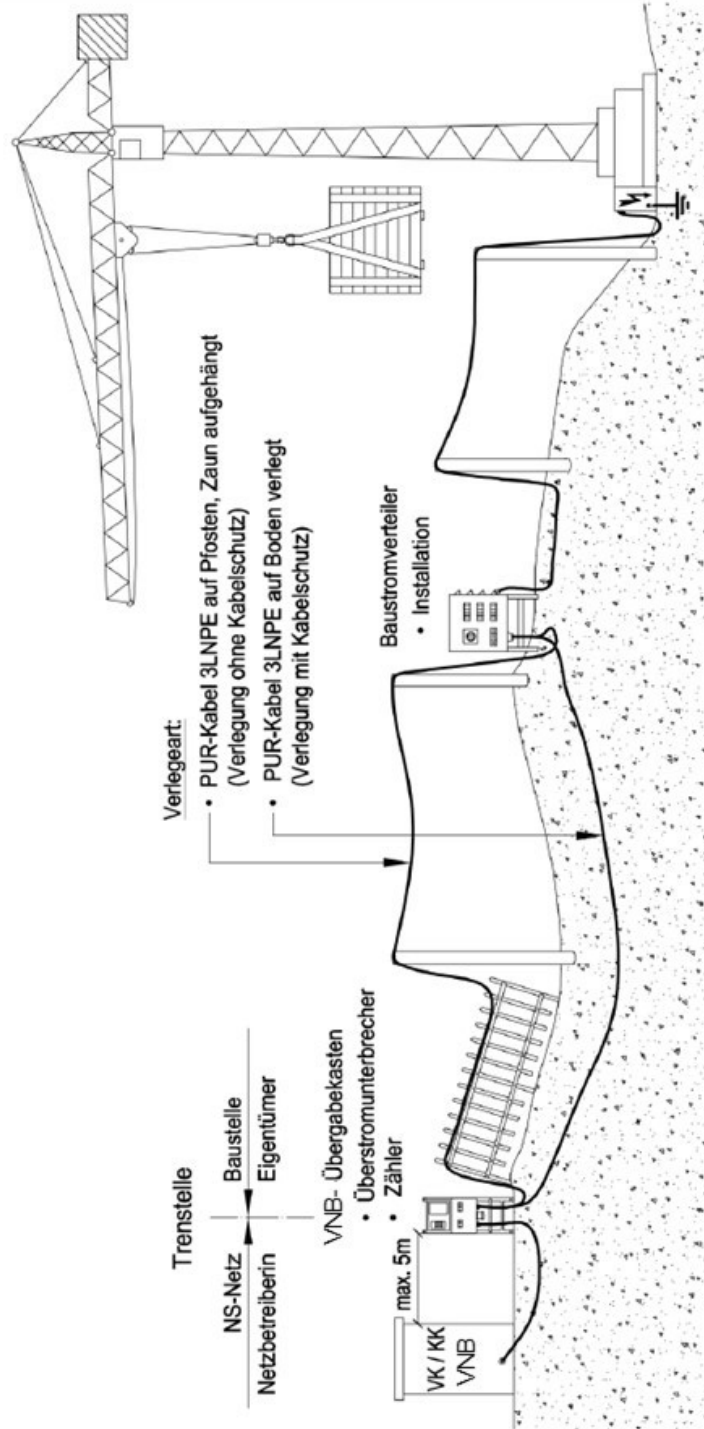 Trenstelle
NS-Netz
Baustelle
Netzbetreiberin
Eigentümer
VNB- Übergabekasten
• Überstromunterbrecher
• Zähler
max. 5m
VK / KK
VNB
Verlegeart:
• PUR-Kabel 3LNPE auf Pfosten, Zaun aufgehängt
(Verlegung ohne Kabelschutz)
• PUR-Kabel 3LNPE auf Boden verlegt
(Verlegung mit Kabelschutz)
Baustromverteiler
• Installation